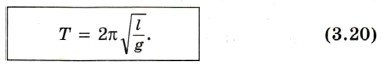 T = 2π√(l/g). (3.20)